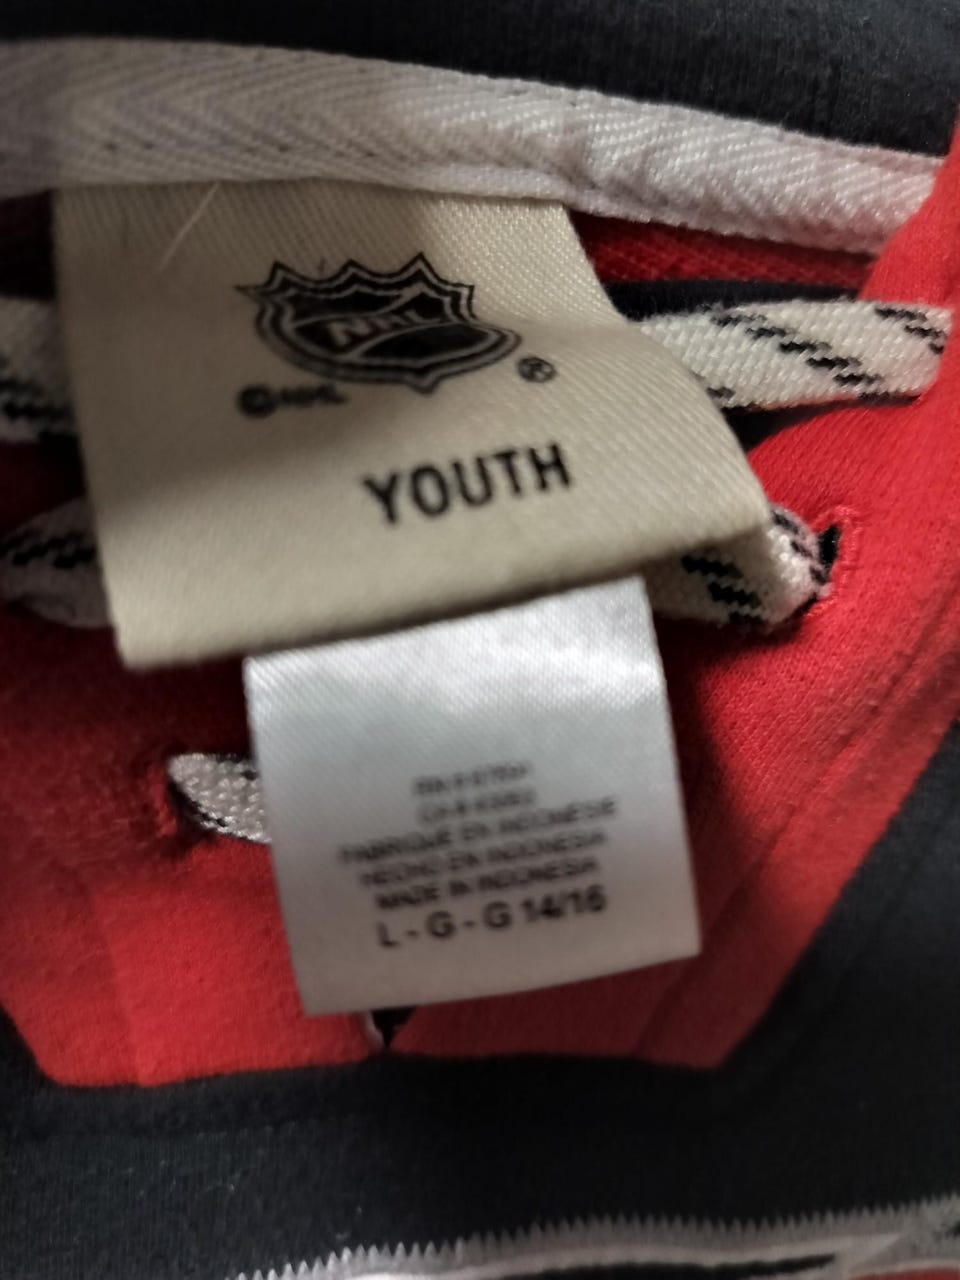 NHL
®
©NHL
YOUTH
FABRIQUÉ EN INDONÉSIE
HECHO EN INDONESIA
MADE IN INDONESIA
L - G - G 14/16